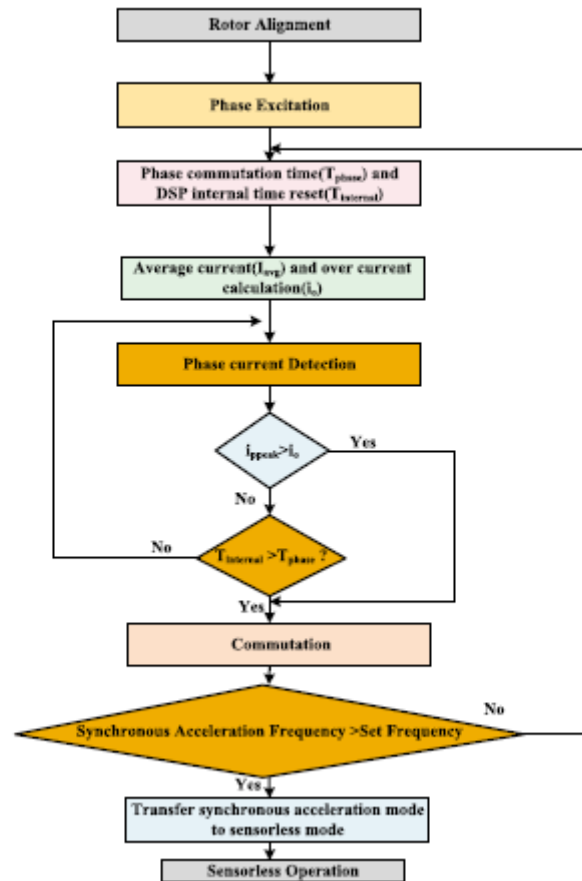 Rotor Alignment
Phase Excitation
Phase commutation time(Tphase) and
DSP internal time reset(Tinternal)
Average current(Iavg) and over current
calculation(io)
Phase current Detection
ippeak>io
Yes
No
No
Tinternal >Tphase ?
Yes
Commutation
No
Synchronous Acceleration Frequency >Set Frequency
Yes
Transfer synchronous acceleration mode
to sensorless mode
Sensorless Operation